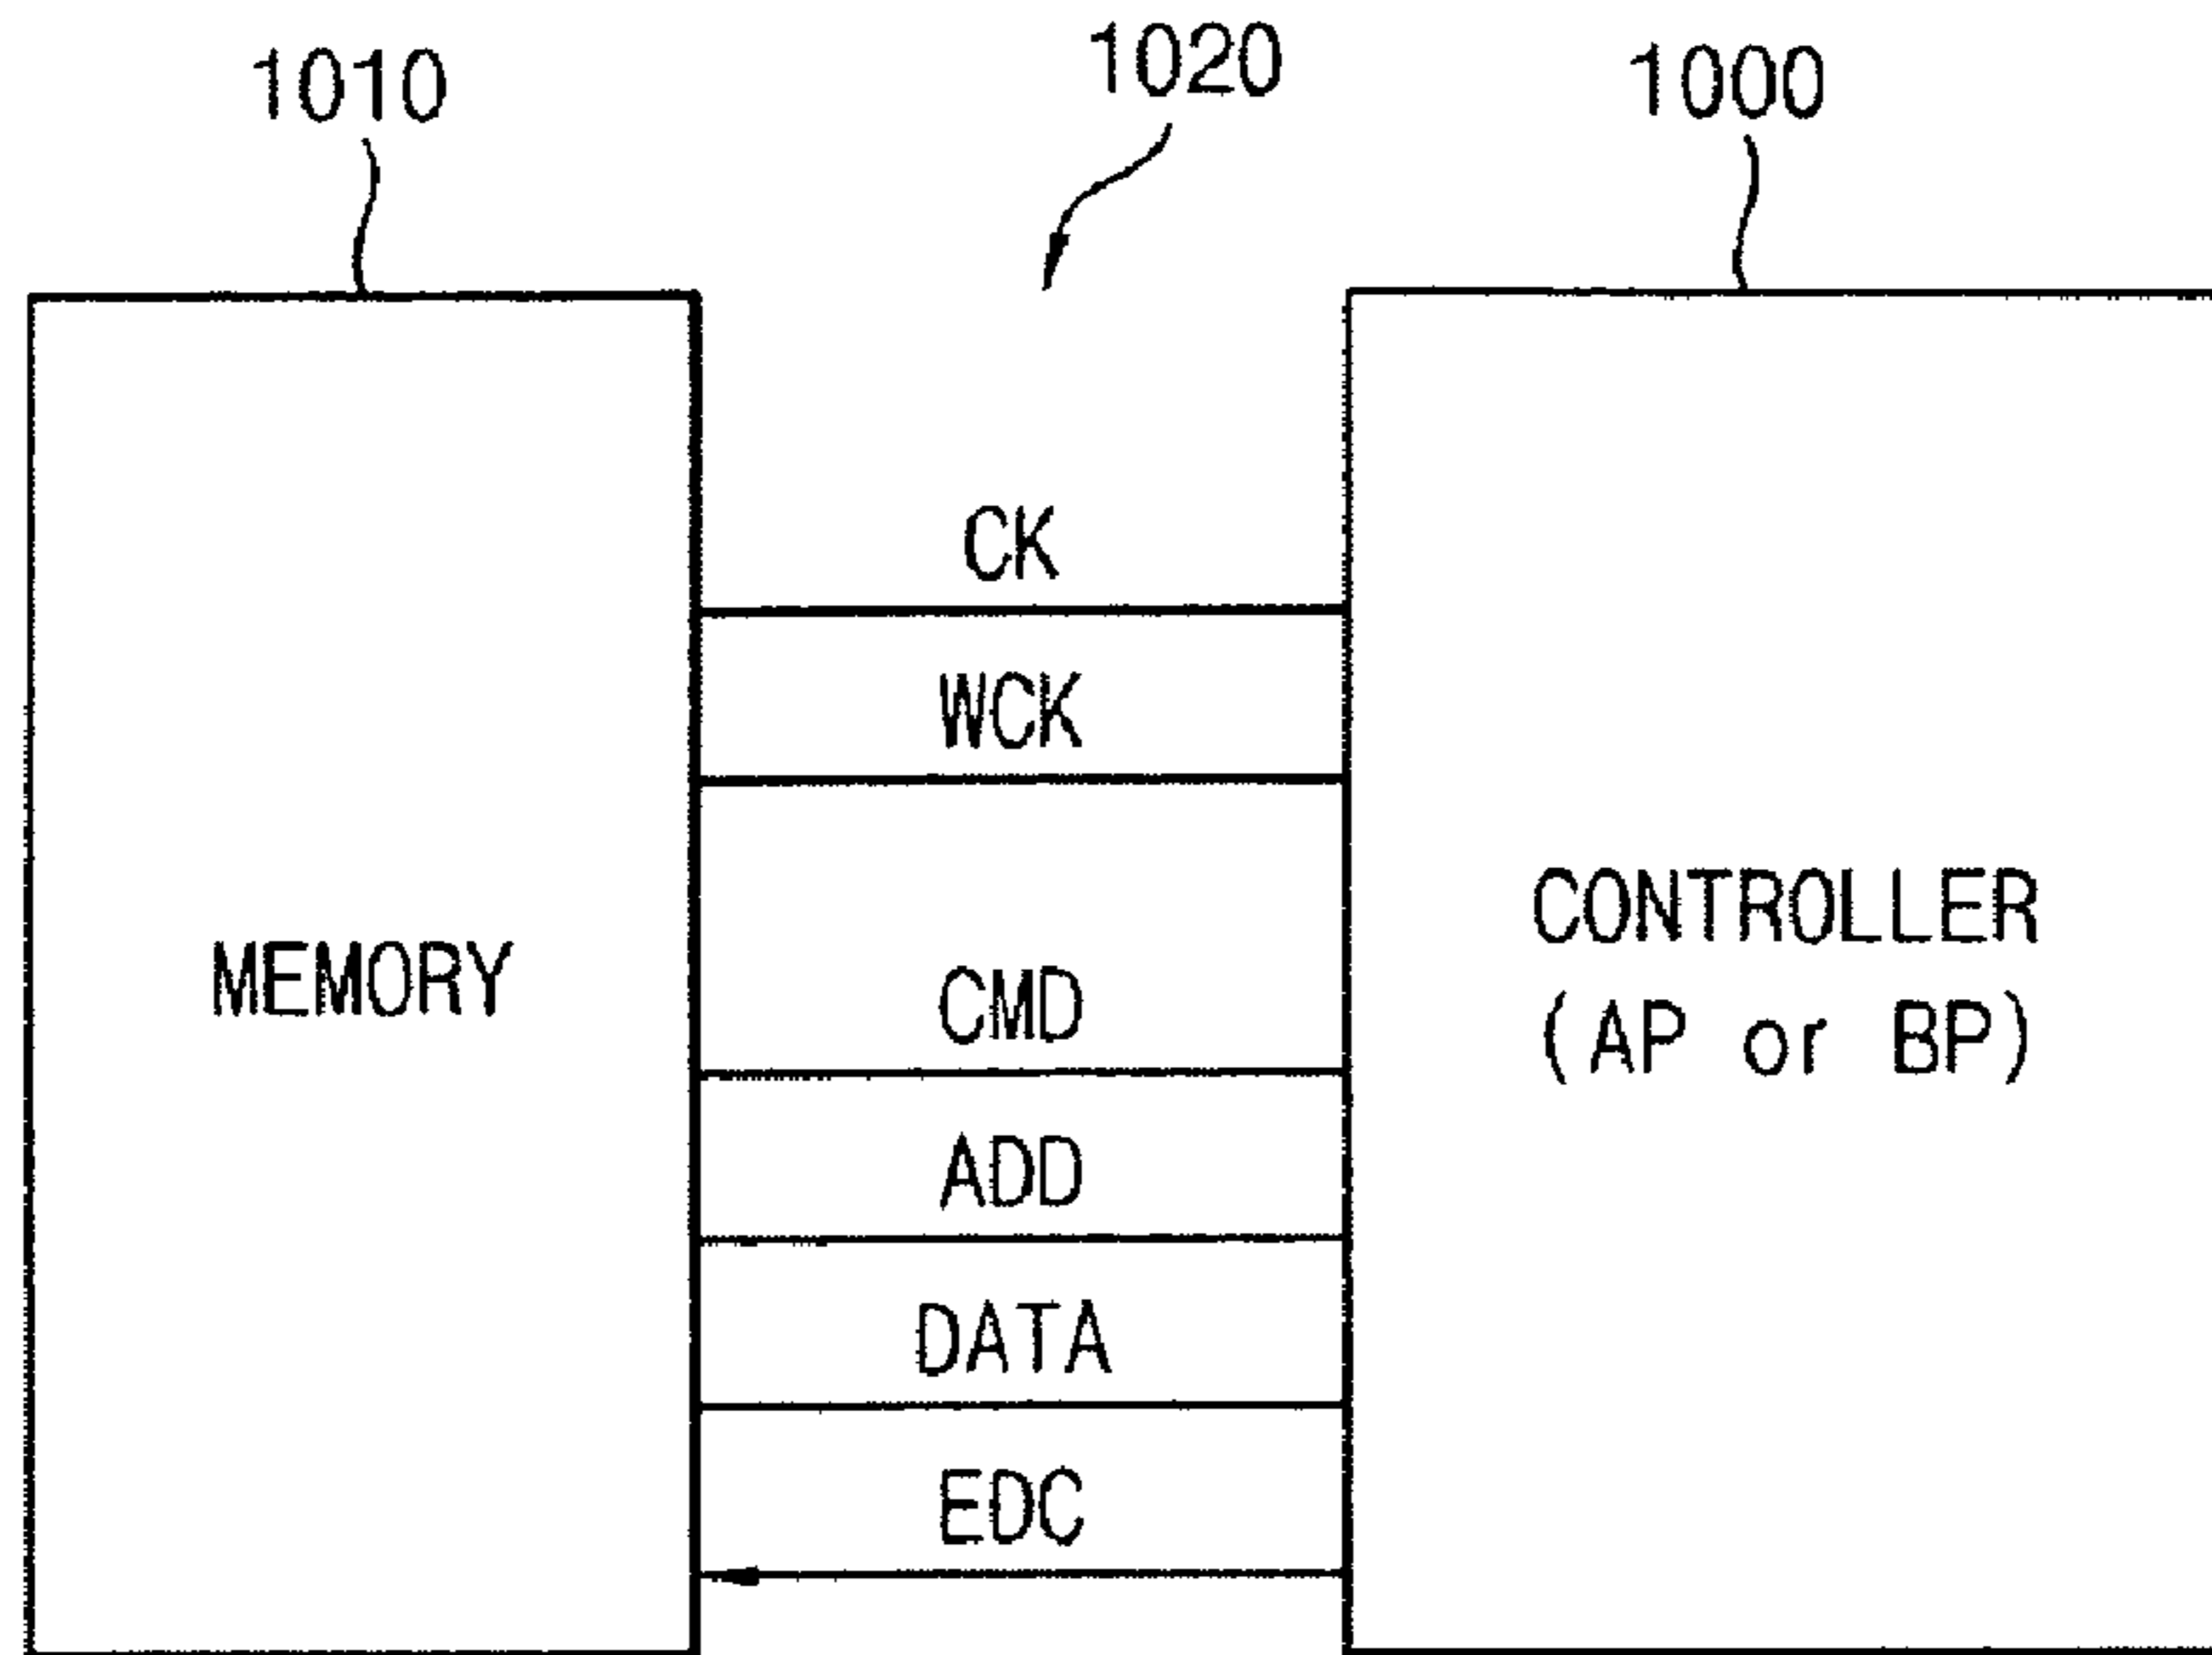 1010
1020
1000
CK
WCK
MEMORY
CMD
CONTROLLER
(AP or BP)
ADD
DATA
EDC